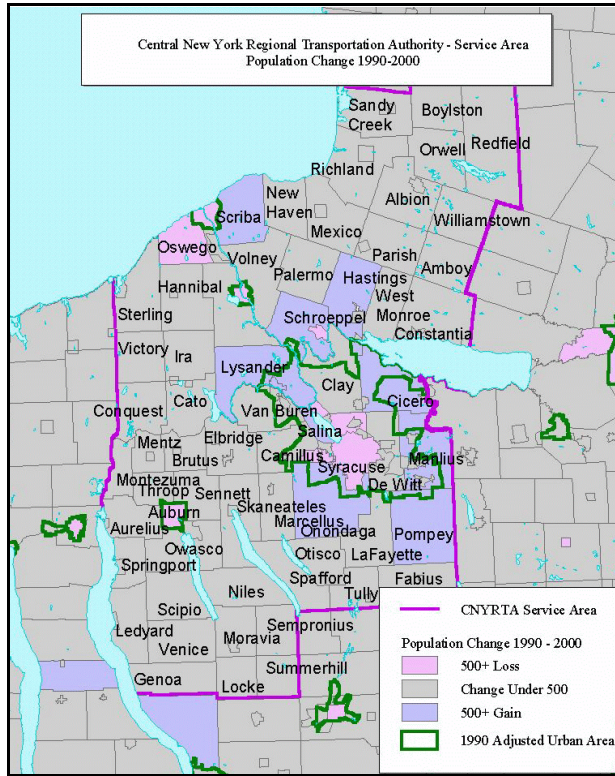 Central New York Regional Transportation Authority - Service Area
Population Change 1990-2000
Sandy
Creek
Boylston
Orwell
Redfield
Richland
New
Haven
Albion
Scriba
Williamstown
Mexico
Oswego
Volney
Parish
Palermo
Hastings
Amboy
Hannibal
West
Monroe
Sterling
Schroeppel
Constantia
Victory
Ira
Lysander
Clay
Cato
Cicero
Conquest
Van Buren
Salina
Mentz
Elbridge
Camillus
Brutus
Syracuse
Manlius
Montezuma
Throop
Sennett
De Witt
Auburn
Skaneateles
Aurelius
Marcellus
Onondaga
Pompey
Owasco
Otisco
LaFayette
Springport
Spafford
Fabius
Niles
Tully
Scipio
Sempronius
Ledyard
Moravia
Venice
Summerhill
Genoa
Locke
CNYRTA Service Area
Population Change 1990 - 2000
500+ Loss
Change Under 500
500+ Gain
1990 Adjusted Urban Area